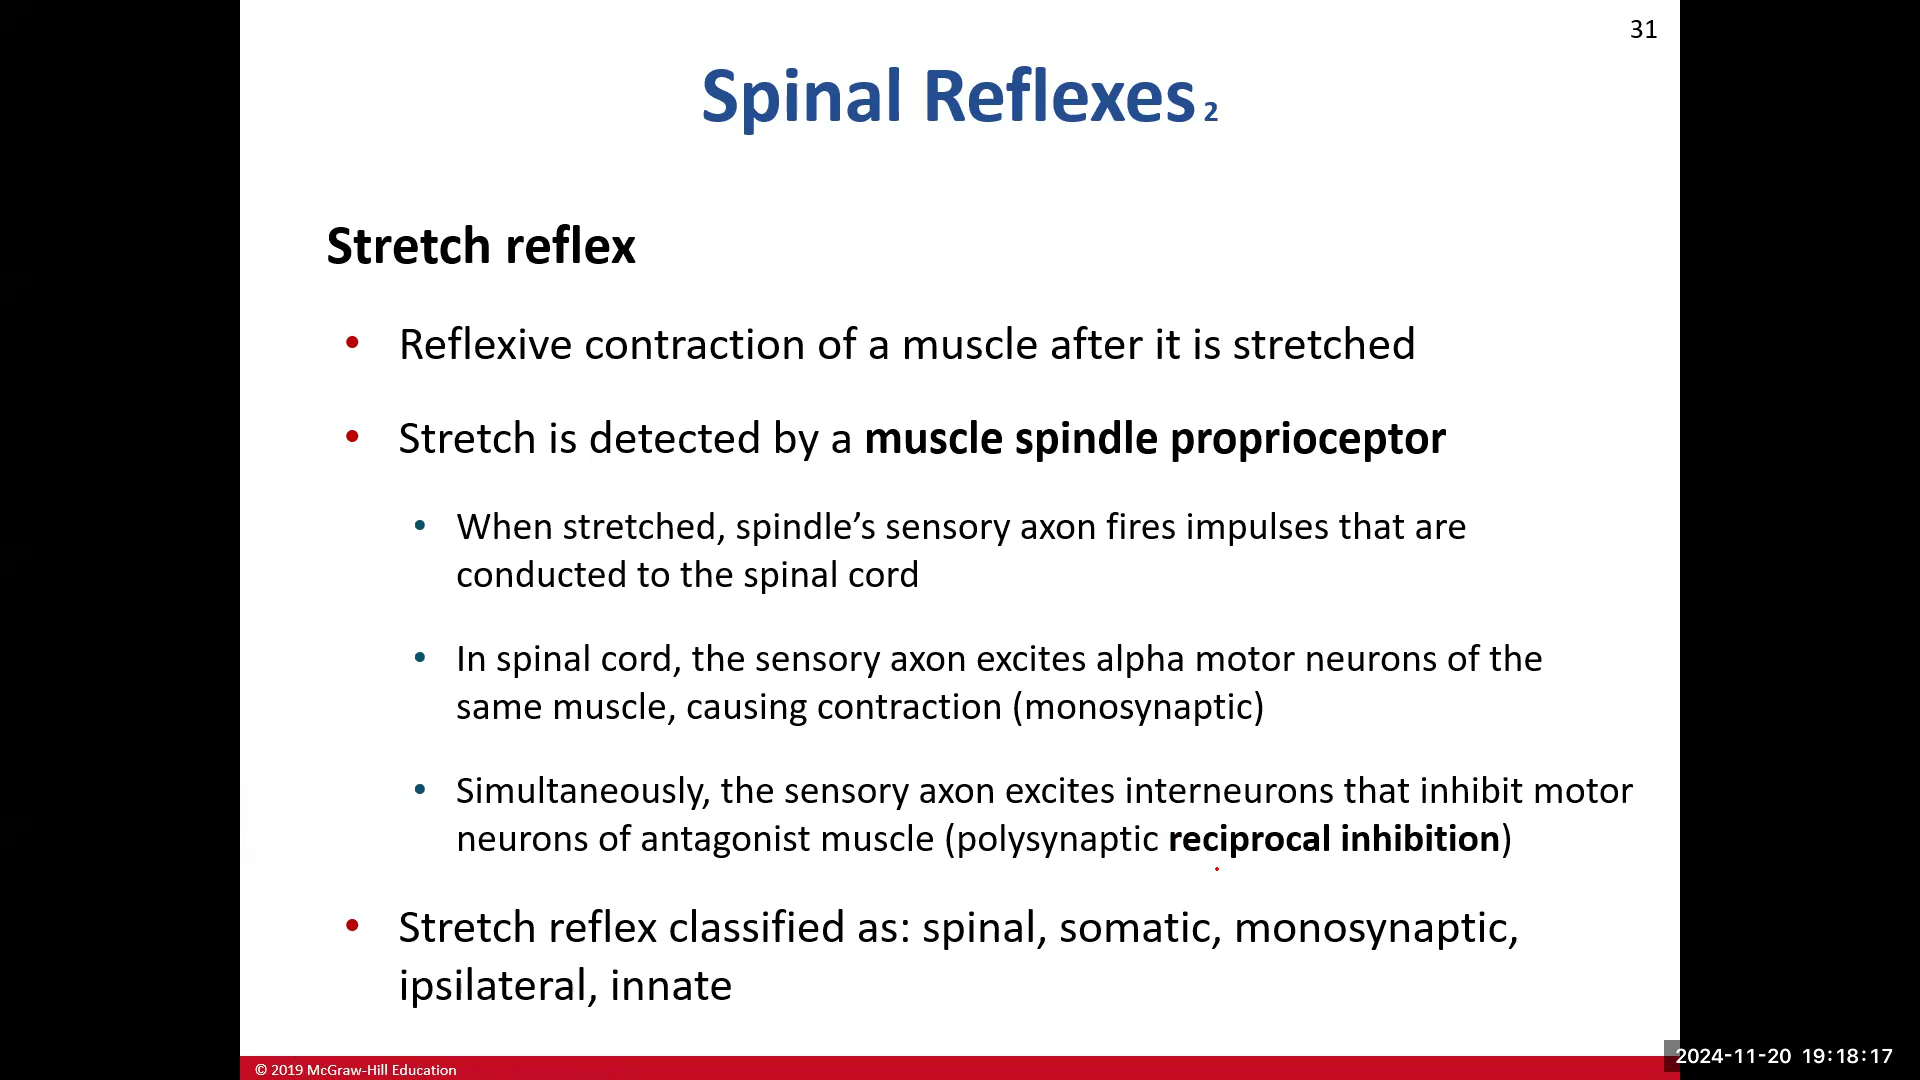 31
Spinal Reflexes 2
Stretch reflex
• Reflexive contraction of a muscle after it is stretched
• Stretch is detected by a muscle spindle proprioceptor
• When stretched, spindle’s sensory axon fires impulses that are
conducted to the spinal cord
• In spinal cord, the sensory axon excites alpha motor neurons of the
same muscle, causing contraction (monosynaptic)
• Simultaneously, the sensory axon excites interneurons that inhibit motor
neurons of antagonist muscle (polysynaptic reciprocal inhibition)
• Stretch reflex classified as: spinal, somatic, monosynaptic,
ipsilateral, innate
© 2019 McGraw-Hill Education
2024-11-20 19:18:17